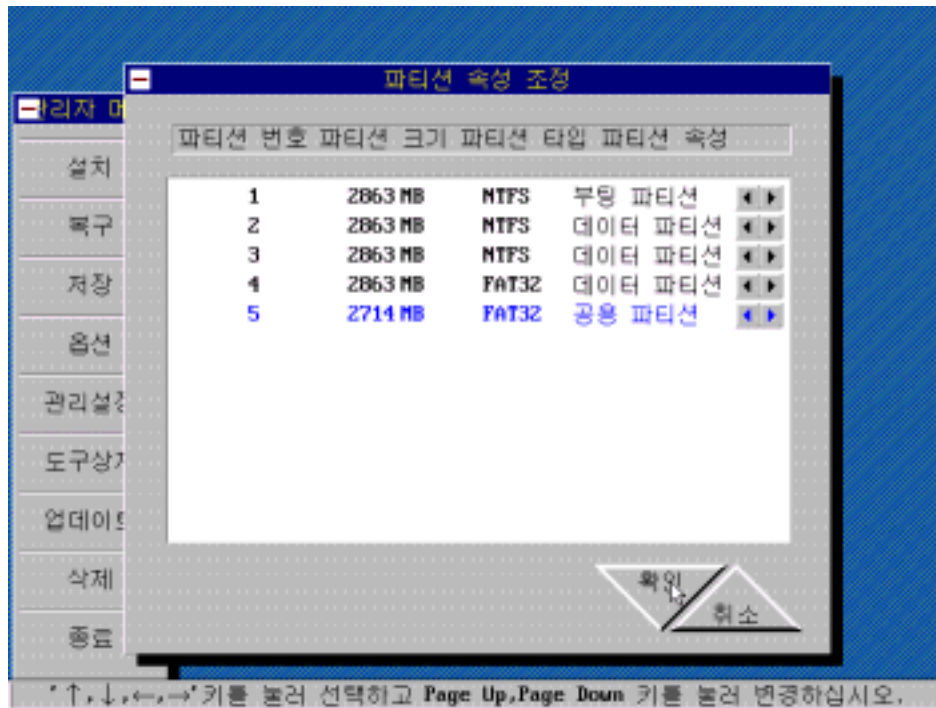 파티션 속성 조정
관리자 메
파티션 번호 파티션 크기 파티션 타입 파티션 속성
1 2863 MB NTFS 부팅 파티션
2 2863 MB NTFS 데이터 파티션
3 2863 MB NTFS 데이터 파티션
4 2863 MB FAT32 데이터 파티션
5 2714 MB FAT32 공용 파티션
설치
복구
저장
옵션
관리설정
도구상자
업데이트
삭제
종료
확인
취소
'↑,↓,←,→'키를 눌러 선택하고 Page Up,Page Down 키를 눌러 변경하십시오.